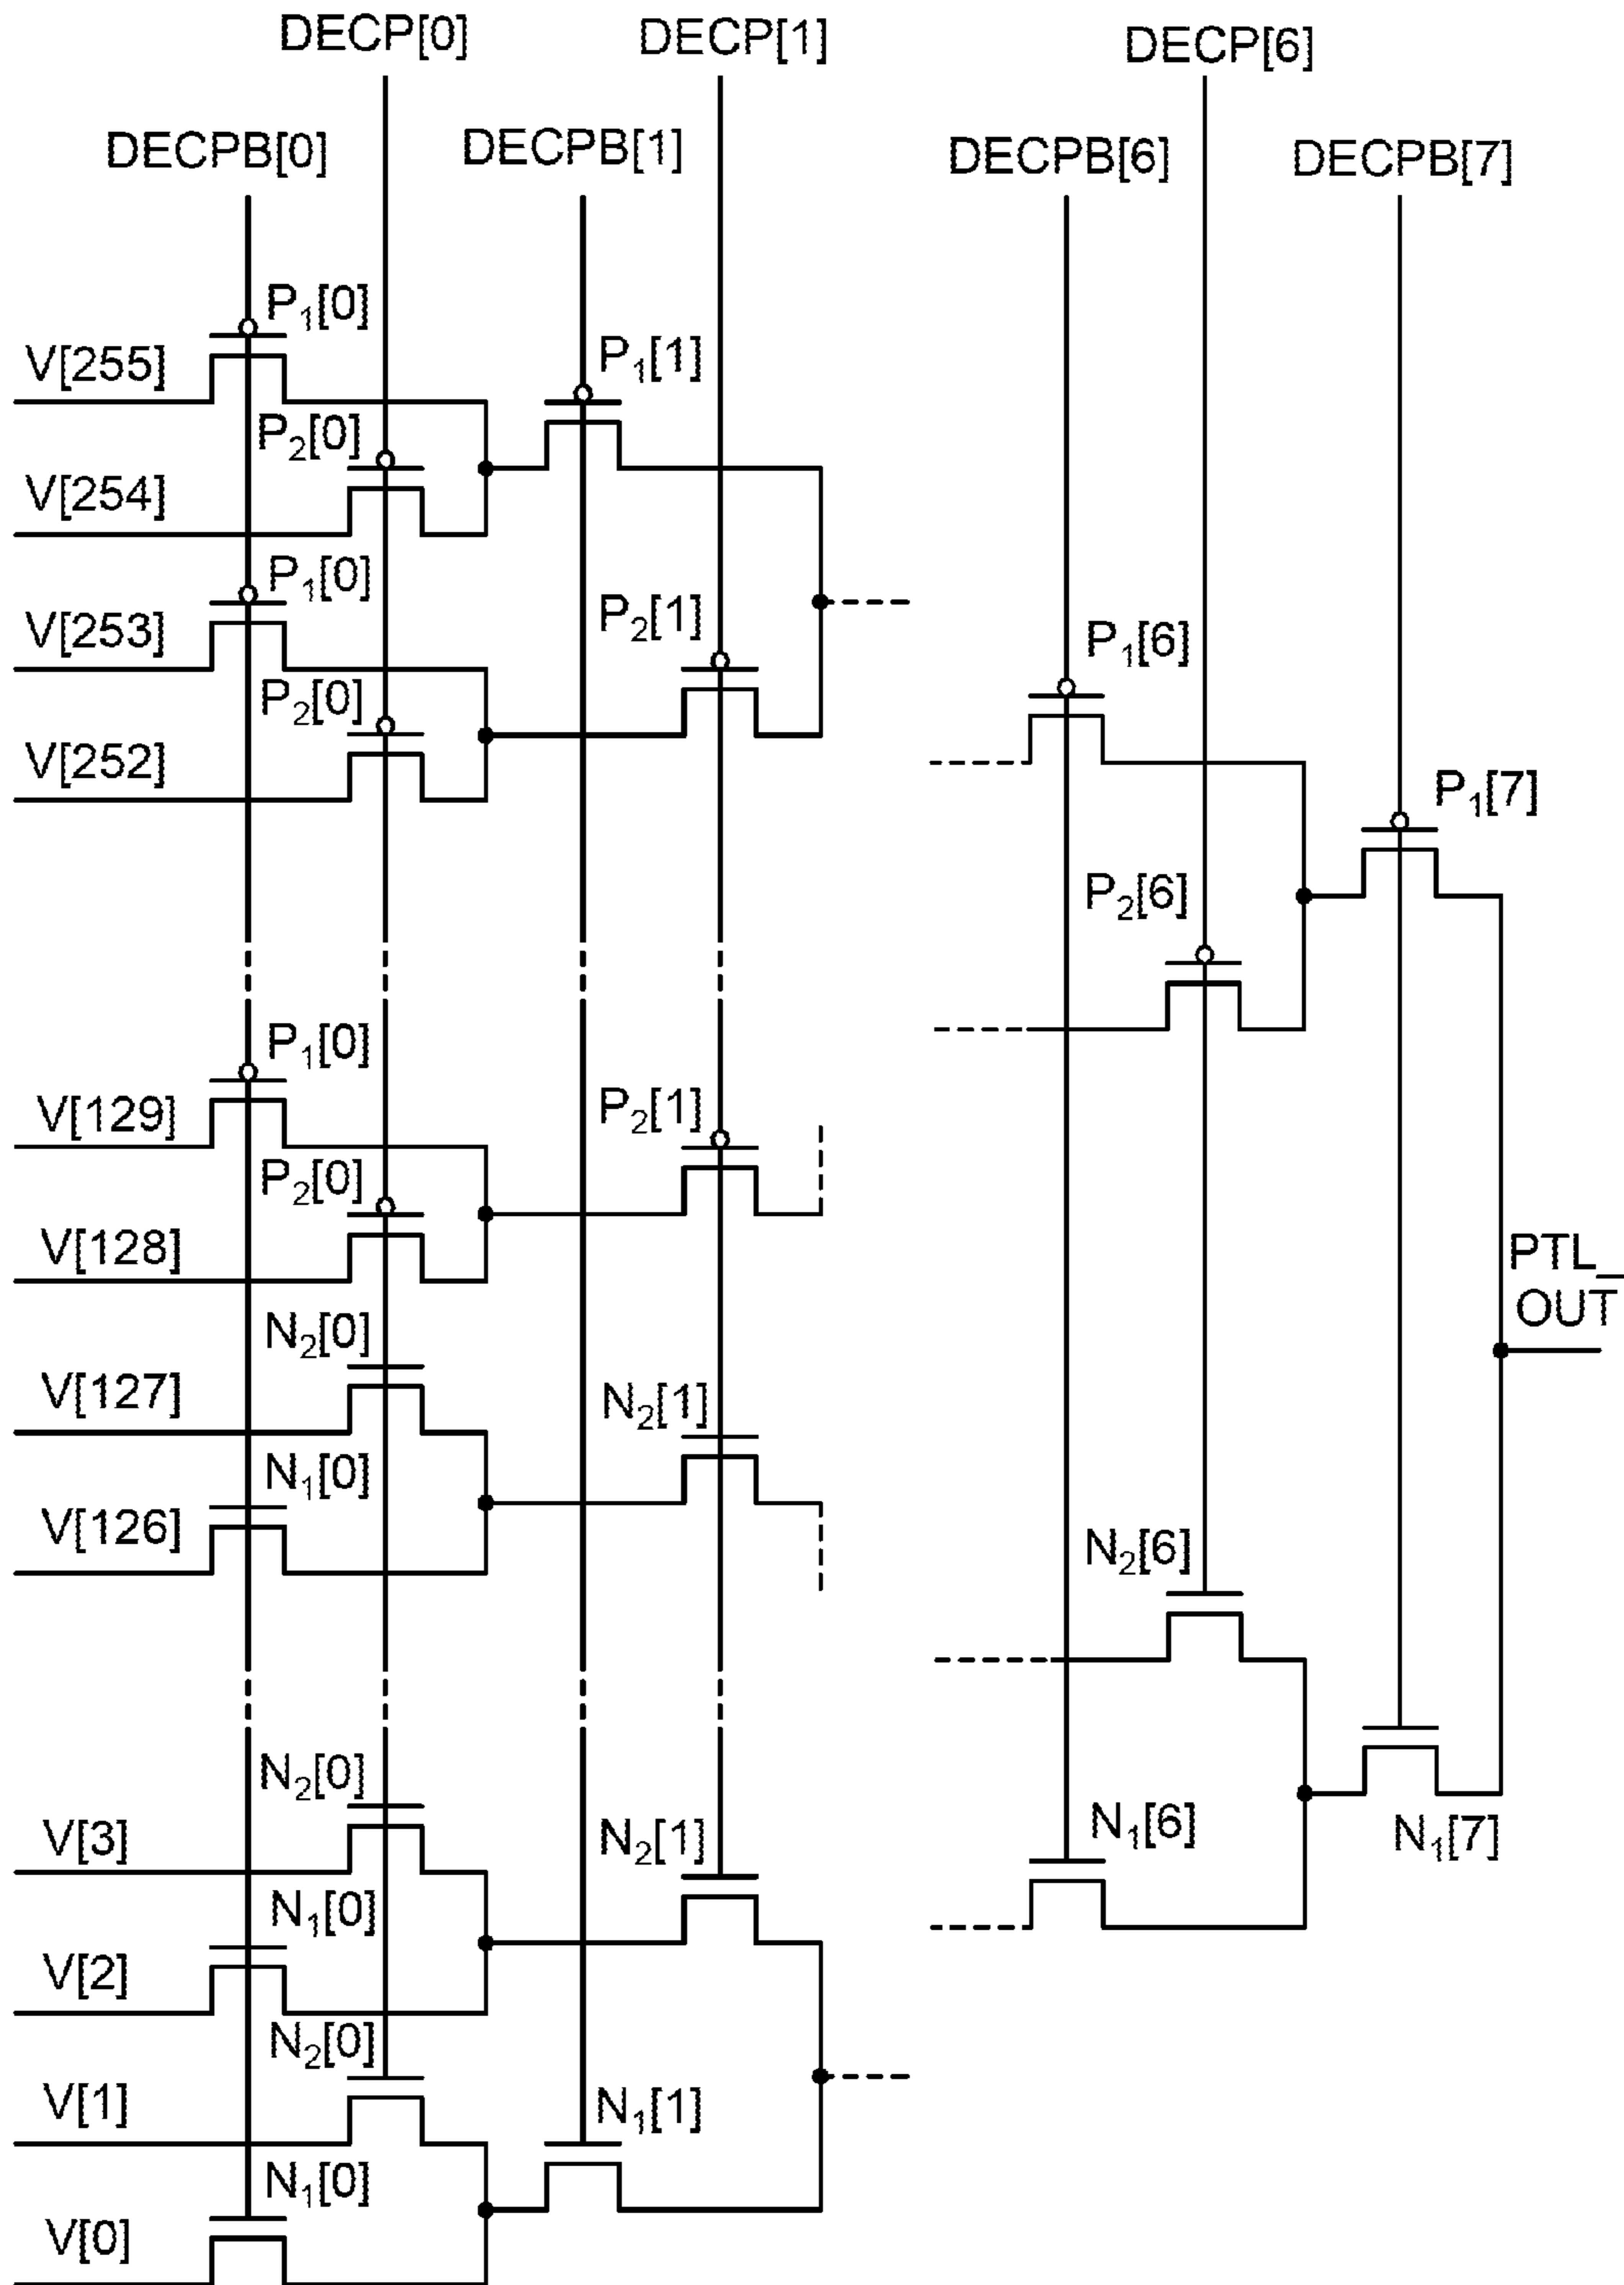 DECP[0]
DECP[1]
DECP[6]
DECPB[0]
DECPB[1]
DECPB[6]
DECPB[7]
P1[0]
V[255]
P1[1]
P2[0]
V[254]
P1[0]
V[253]
P2[1]
P1[6]
P2[0]
V[252]
P1[7]
P2[6]
P1[0]
V[129]
P2[1]
P2[0]
V[128]
PTL_
OUT
N2[0]
V[127]
N2[1]
N1[0]
V[126]
N2[6]
N2[0]
V[3]
N2[1]
N1[6]
N1[7]
N1[0]
V[2]
N2[0]
V[1]
N1[1]
N1[0]
V[0]